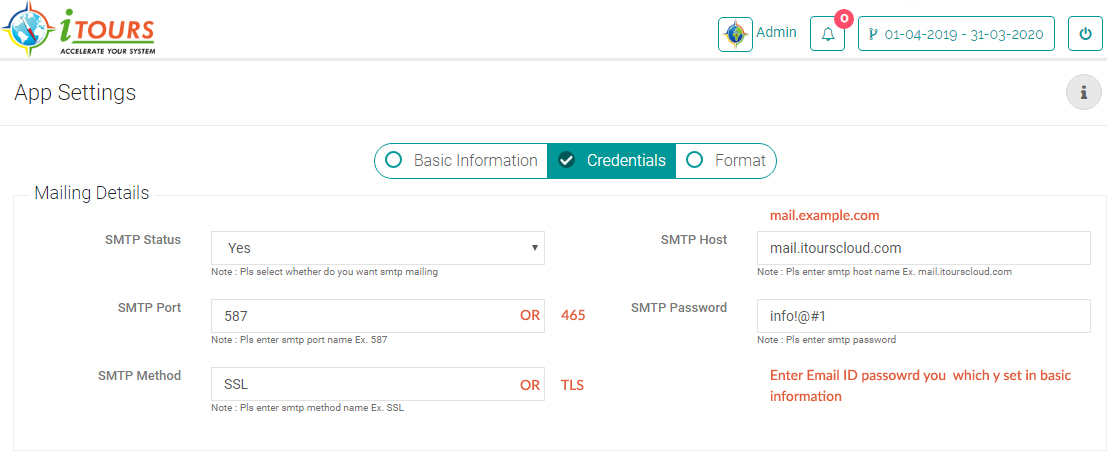 iTOURS
ACCELERATE YOUR SYSTEM
Admin
0
01-04-2019 - 31-03-2020
App Settings
i
Basic Information
Credentials
Format
Mailing Details
mail.example.com
SMTP Status
Yes
SMTP Host
mail.itourscloud.com
Note : Pls select whether do you want smtp mailing
Note : Pls enter smtp host name Ex. mail.itourscloud.com
SMTP Port
587
OR
465
SMTP Password
info!@#1
Note : Pls enter smtp port name Ex. 587
Note : Pls enter smtp password
SMTP Method
SSL
OR
TLS
Enter Email ID passowrd you which y set in basic
information
Note : Pls enter smtp method name Ex. SSL